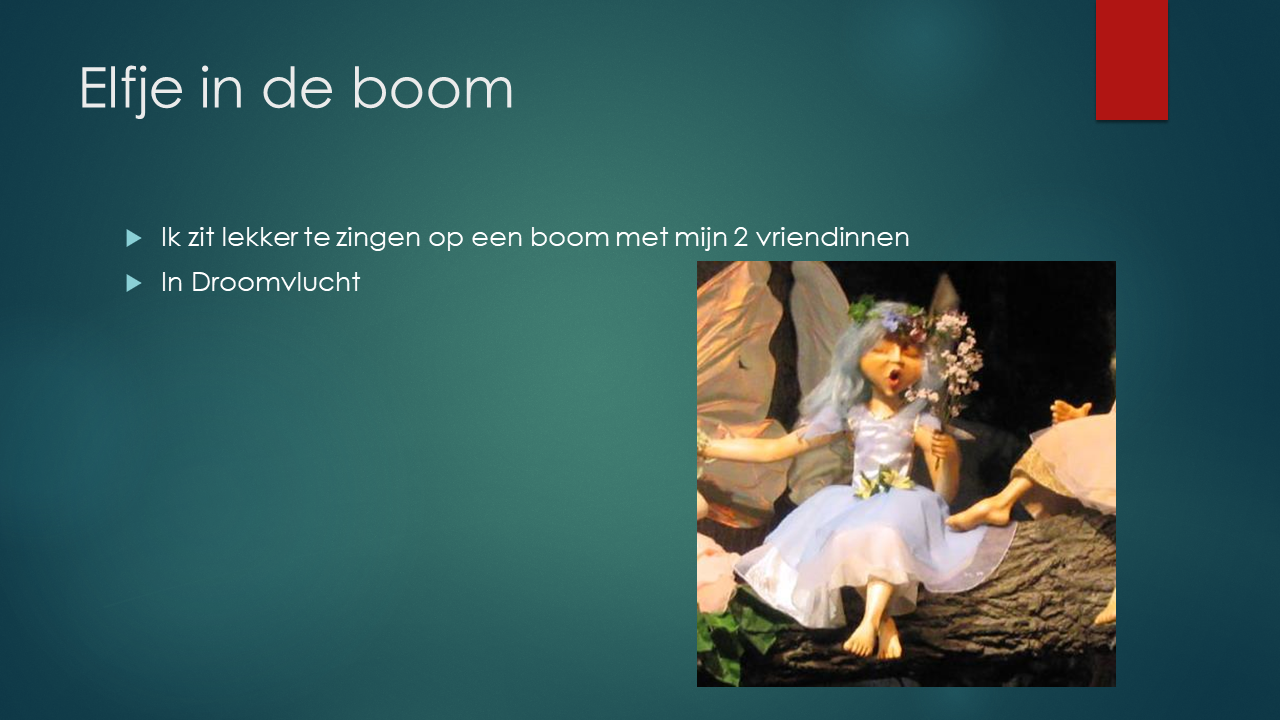 Elfje in de boom
Ik zit lekker te zingen op een boom met mijn 2 vriendinnen
In Droomvlucht